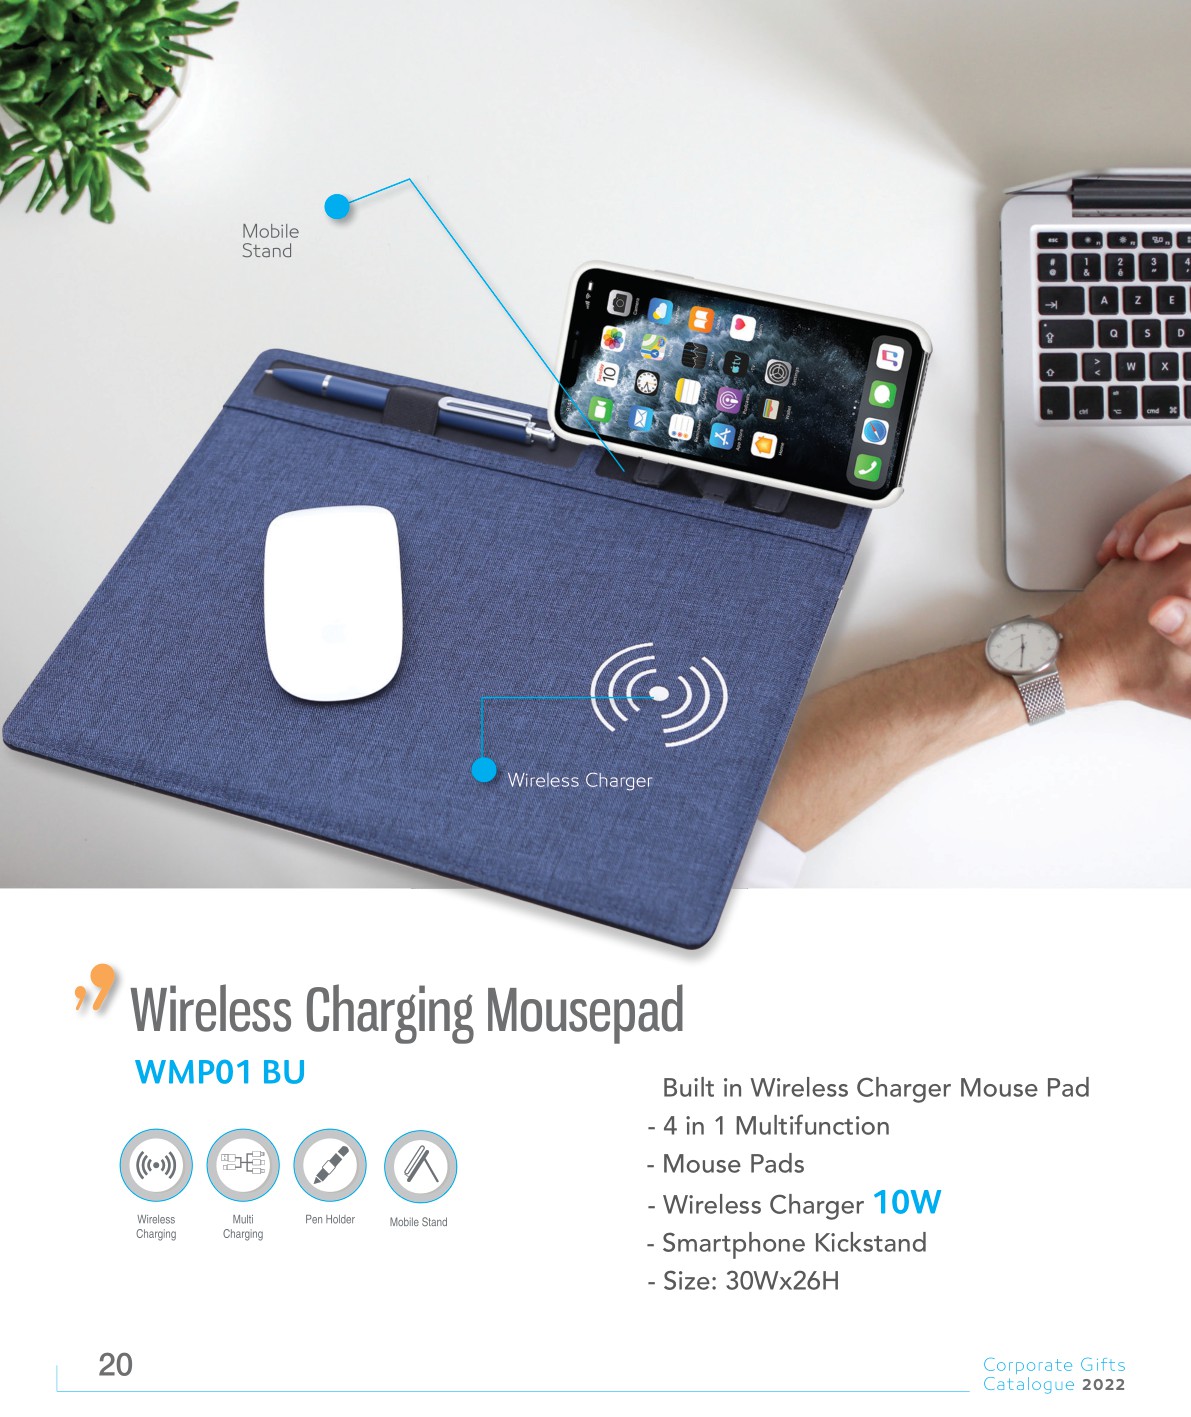 Mobile
Stand
Wireless Charger
Wireless Charging Mousepad
WMP01 BU
Wireless
Charging
Multi
Charging
Pen Holder
Mobile Stand
Built in Wireless Charger Mouse Pad
- 4 in 1 Multifunction
- Mouse Pads
- Wireless Charger 10W
- Smartphone Kickstand
- Size: 30Wx26H
20
Corporate Gifts
Catalogue 2022